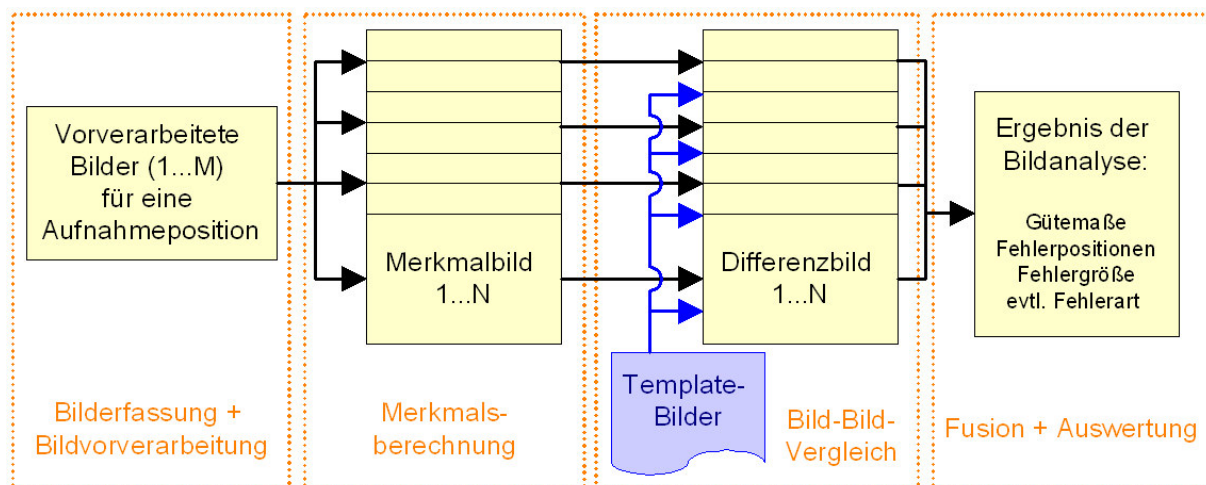 Vorverarbeitete
Bilder (1...M)
für eine
Aufnahmeposition
Bilderfassung +
Bildvorverarbeitung
Merkmalbild
1...N
Merkmals-
berechnung
Differenzbild
1...N
Template-
Bilder
Bild-Bild-
Vergleich
Ergebnis der
Bildanalyse:
Gütemaße
Fehlerpositionen
Fehlergröße
evtl. Fehlerart
Fusion + Auswertung